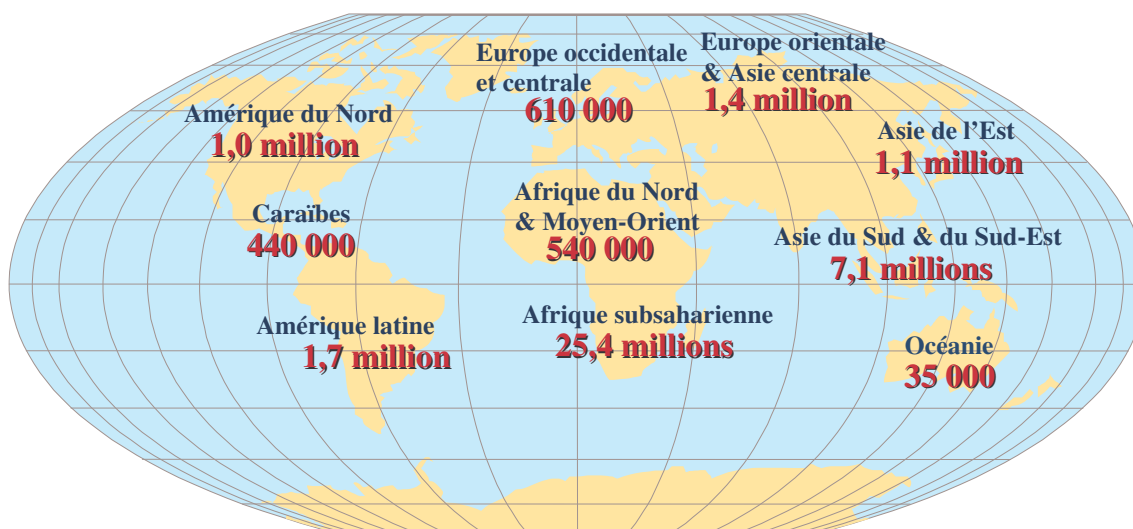 Europe occidentale
et centrale
610 000
Europe orientale
& Asie centrale
1,4 million
Amérique du Nord
1,0 million
Asie de l’Est
1,1 million
Caraïbes
440 000
Afrique du Nord
& Moyen-Orient
540 000
Asie du Sud & du Sud-Est
7,1 millions
Amérique latine
1,7 million
Afrique subsaharienne
25,4 millions
Océanie
35 000